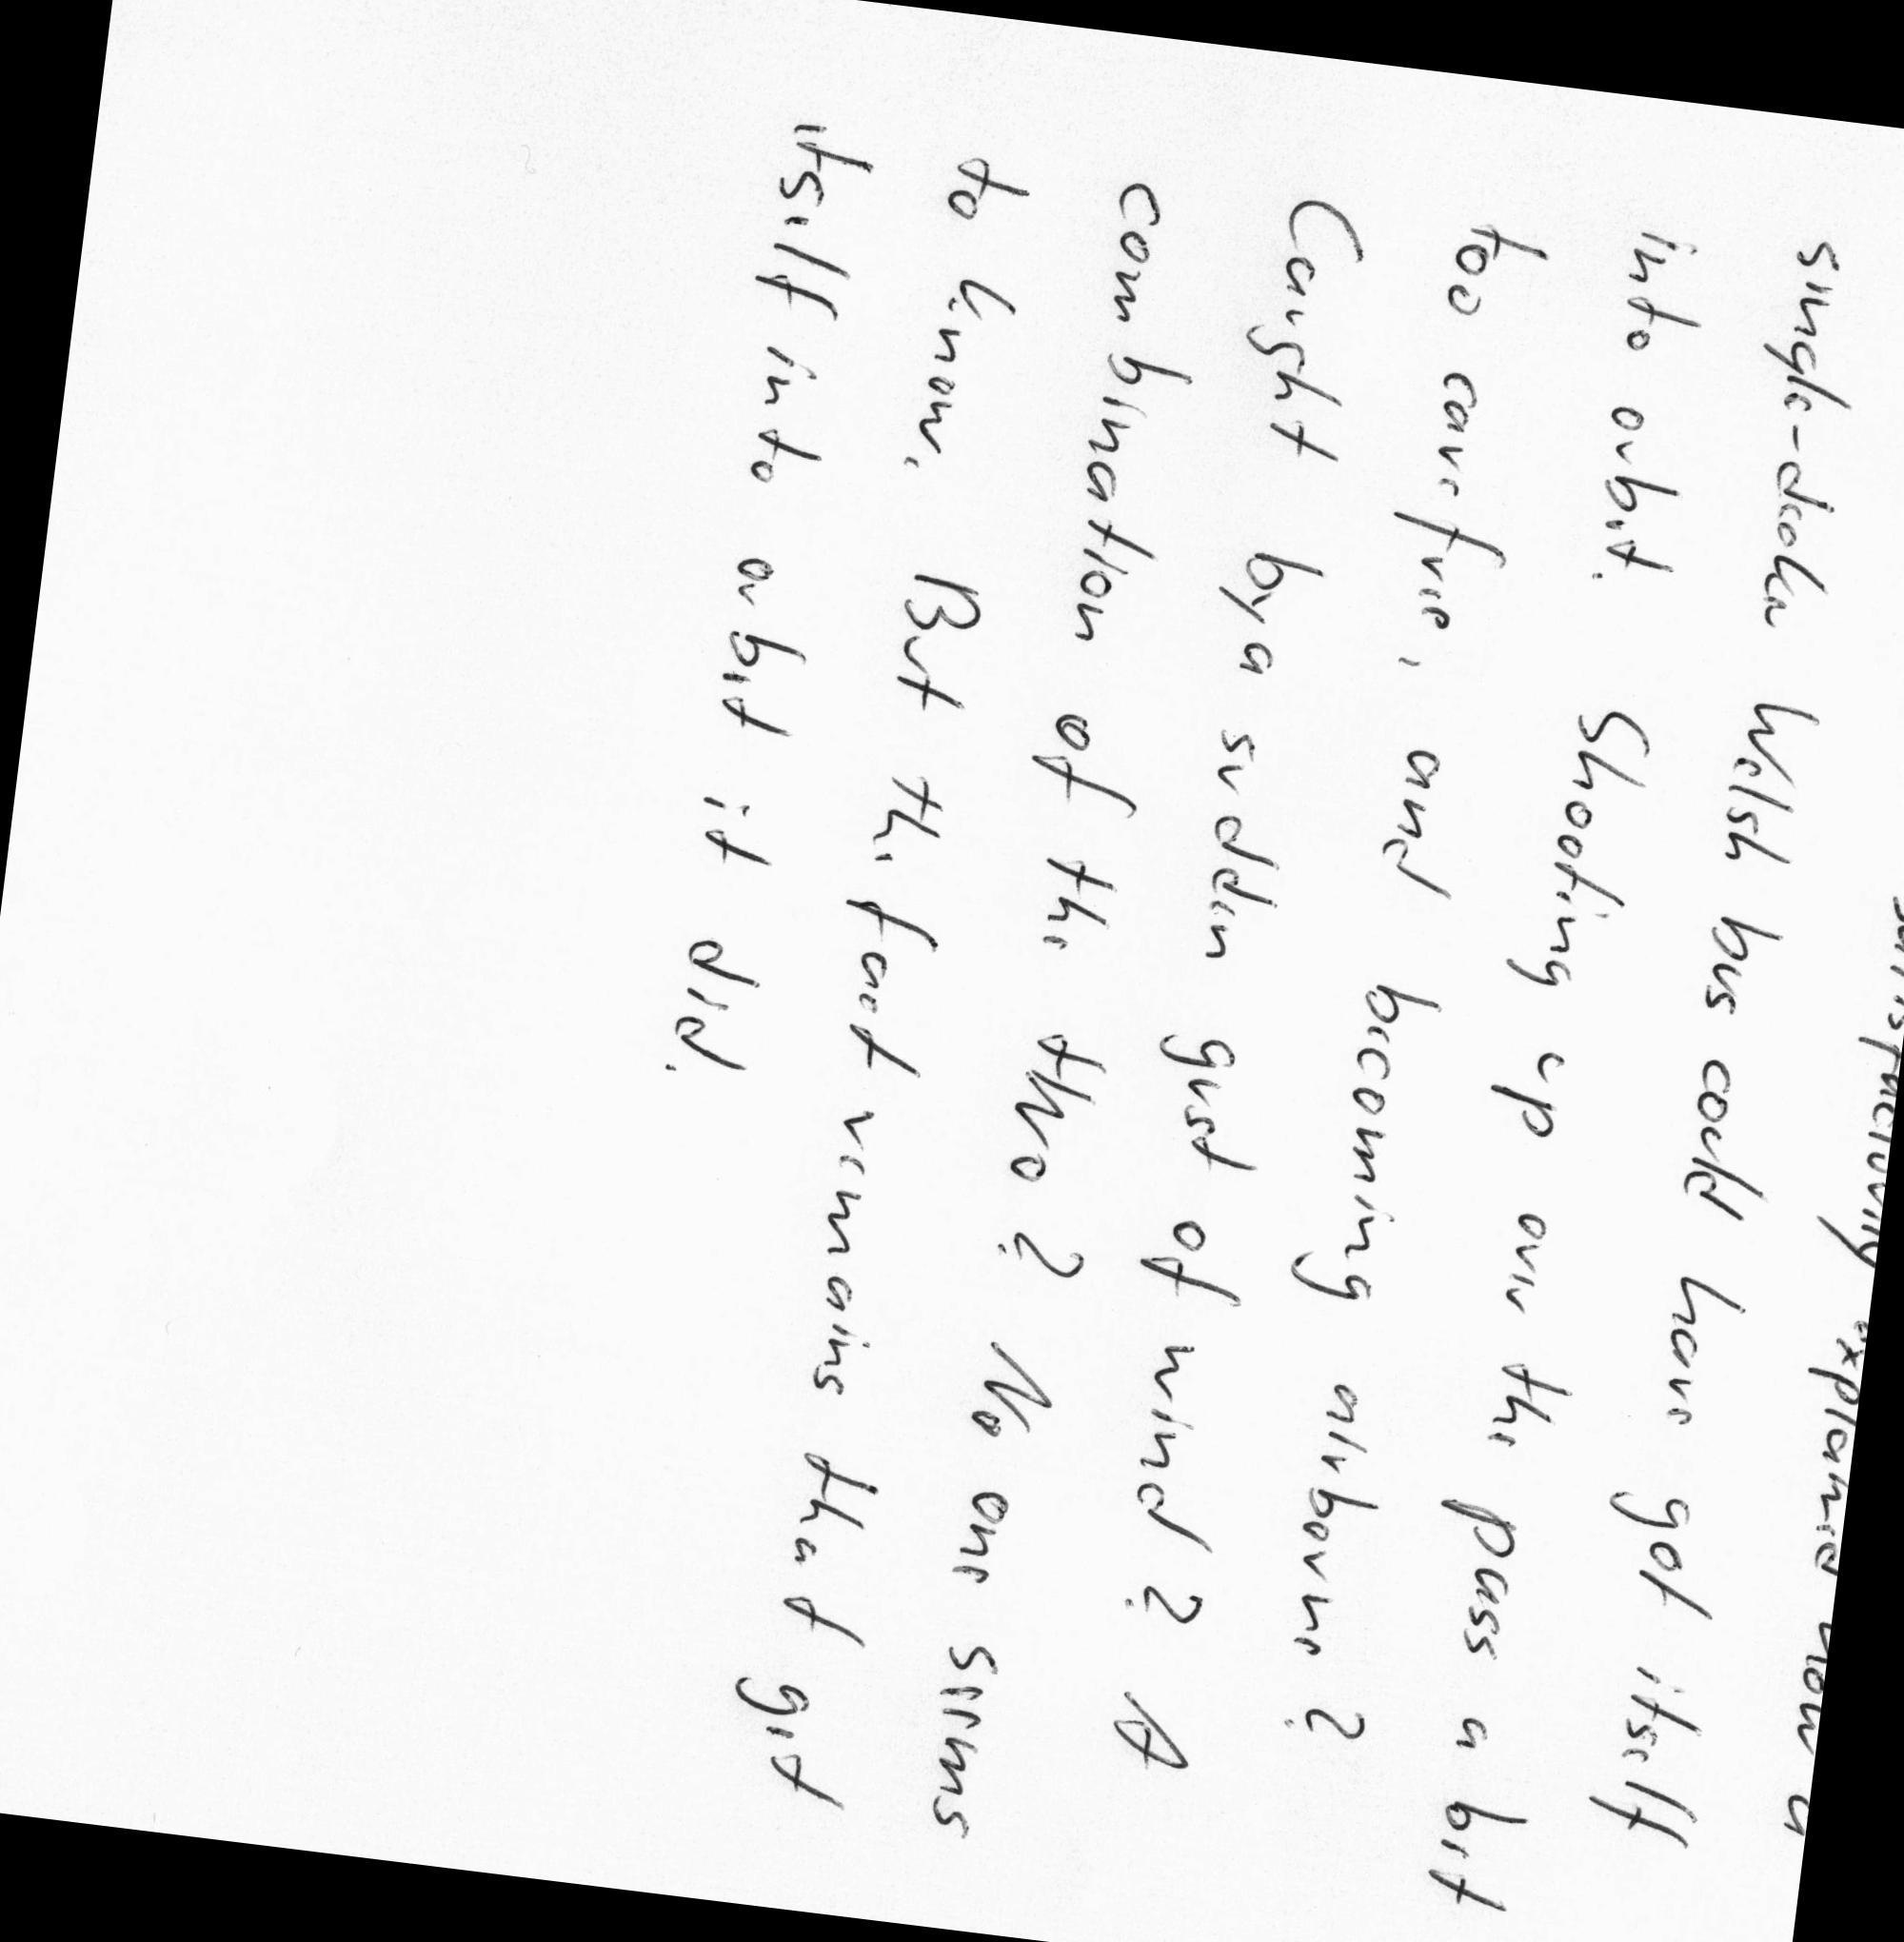 satisfactorily explained how a
single-decker Welsh bus could have got itself
into orbit. Shooting up over the pass a bit
too carefree, and becoming airborne?
Caught by a sudden gust of wind? A
combination of the two? No one seems
to know. But the fact remains that get
itself into orbit it did.